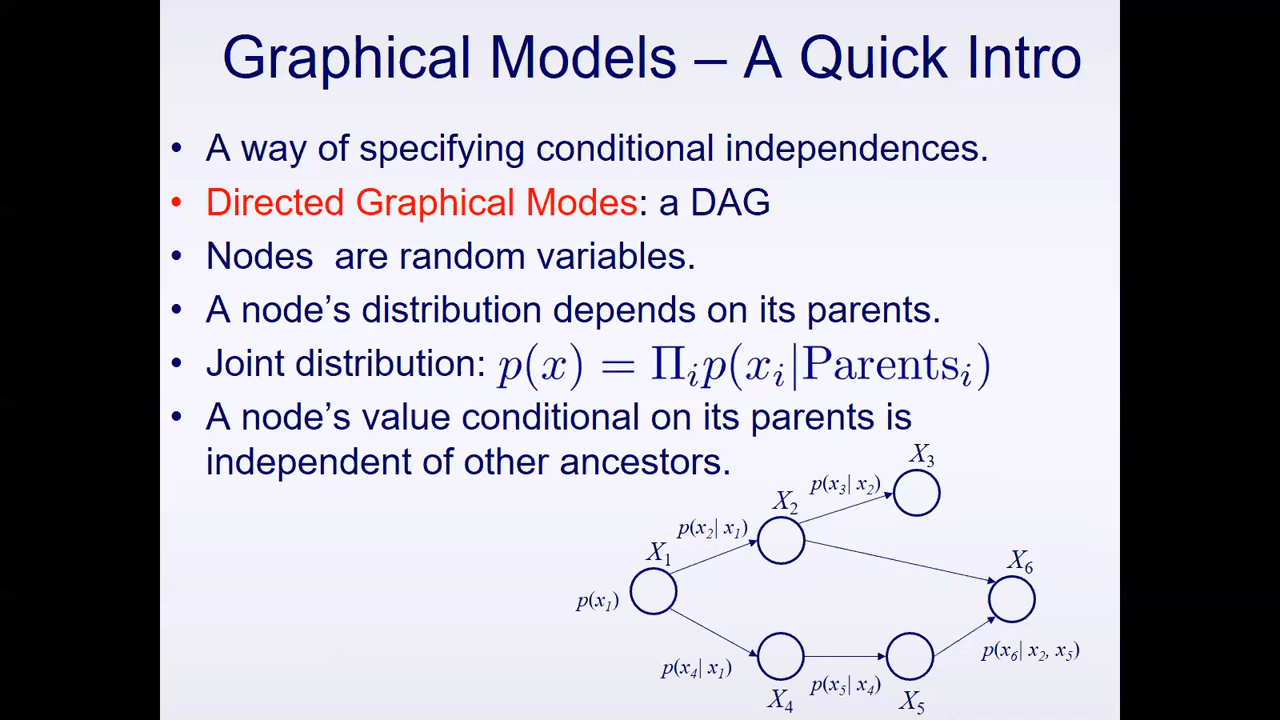 Graphical Models – A Quick Intro
• A way of specifying conditional independences.
• Directed Graphical Modes: a DAG
• Nodes are random variables.
• A node's distribution depends on its parents.
• Joint distribution: p(x) = Π_i p(x_i|Parents_i)
• A node's value conditional on its parents is
independent of other ancestors.
X_3
p(x_3| x_2)
X_2
p(x_2| x_1)
X_1
X_6
p(x_1)
p(x_6| x_2, x_5)
p(x_4| x_1)
p(x_5| x_4)
X_4
X_5